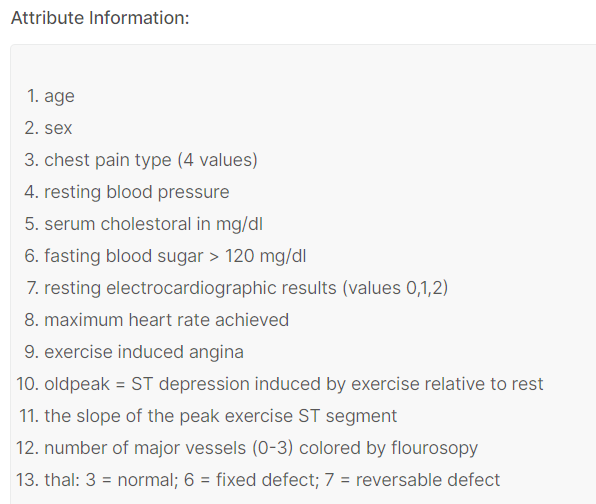 Attribute Information:
1. age
2. sex
3. chest pain type (4 values)
4. resting blood pressure
5. serum cholestoral in mg/dl
6. fasting blood sugar > 120 mg/dl
7. resting electrocardiographic results (values 0,1,2)
8. maximum heart rate achieved
9. exercise induced angina
10. oldpeak = ST depression induced by exercise relative to rest
11. the slope of the peak exercise ST segment
12. number of major vessels (0-3) colored by flourosopy
13. thal: 3 = normal; 6 = fixed defect; 7 = reversable defect